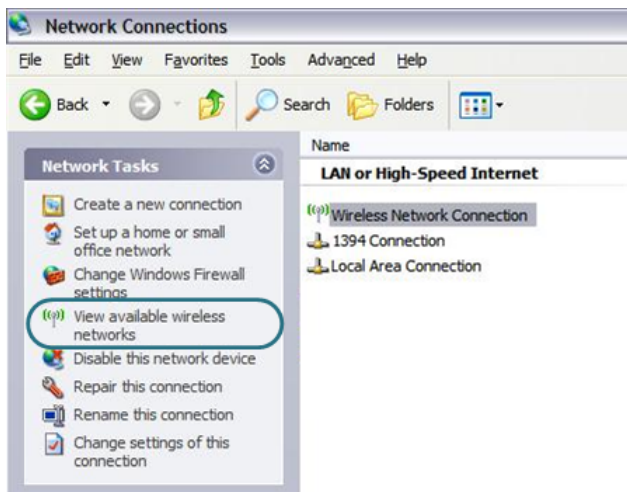 Network Connections
File Edit View Favorites Tools Advanced Help
Back Search Folders
Network Tasks
Create a new connection
Set up a home or small
office network
Change Windows Firewall
settings
View available wireless
networks
Disable this network device
Repair this connection
Rename this connection
Change settings of this
connection
Name
LAN or High-Speed Internet
Wireless Network Connection
1394 Connection
Local Area Connection